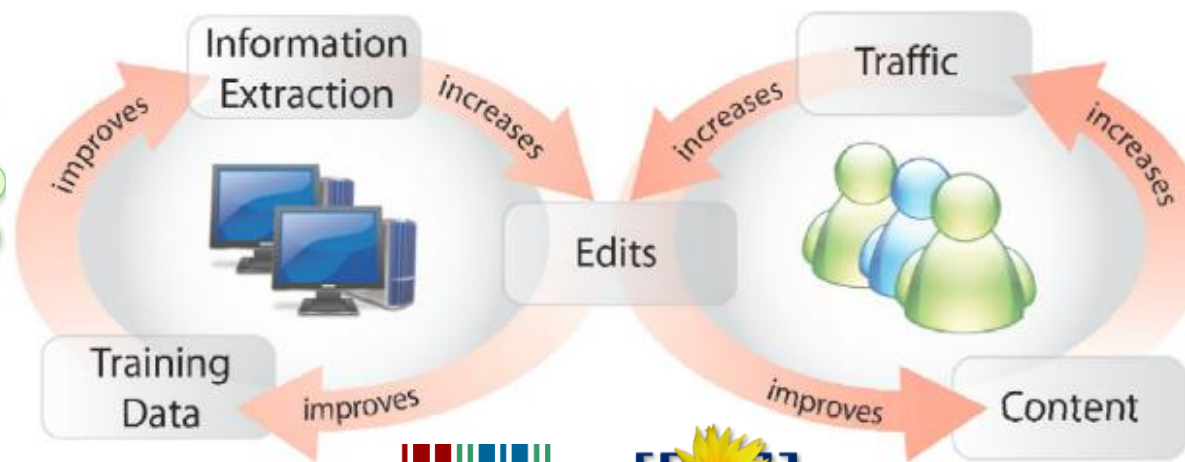 Information
Extraction
increases
Edits
improves
Training
Data
improves
Traffic
increases
increases
Content
improves